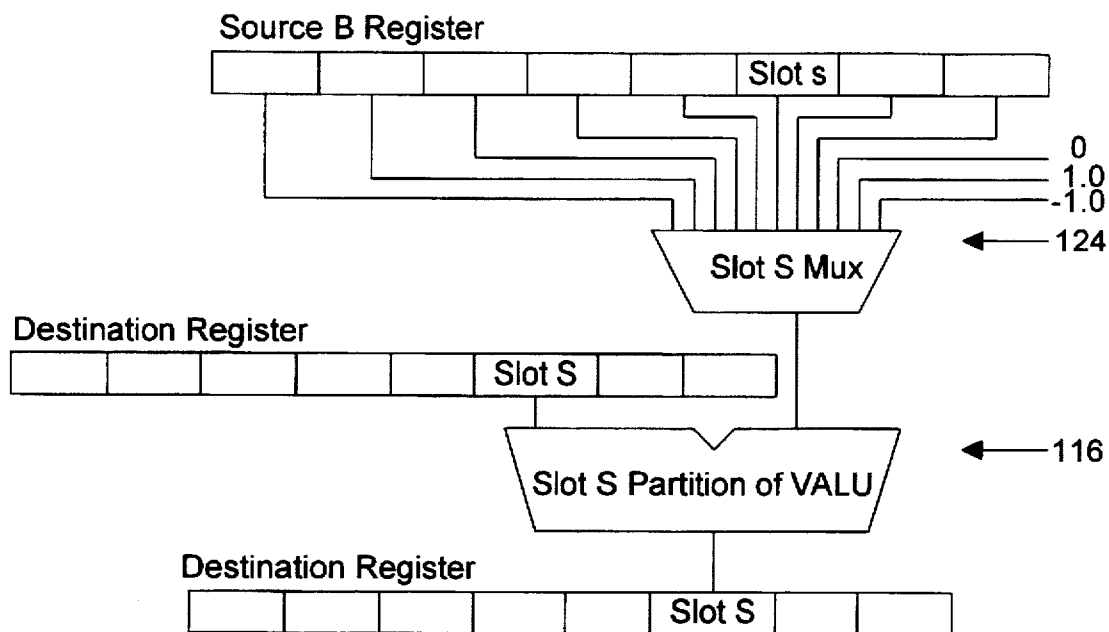 Source B Register
Slot s
0
1.0
-1.0
124
Slot S Mux
Destination Register
Slot S
116
Slot S Partition of VALU
Destination Register
Slot S